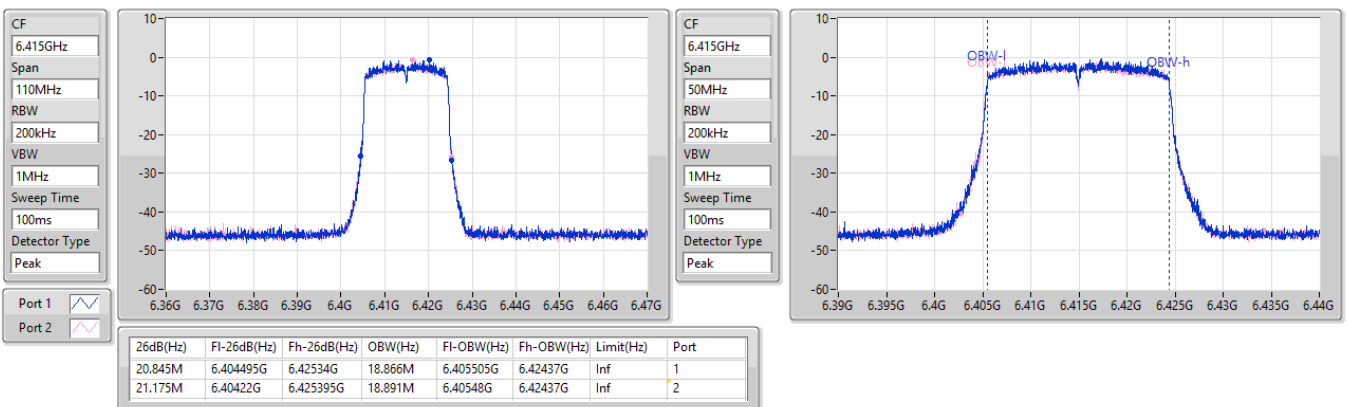 CF
6.415GHz
Span
110MHz
RBW
200kHz
VBW
1MHz
Sweep Time
100ms
Detector Type
Peak
Port 1
Port 2
10
0
-10
-20
-30
-40
-50
-60
6.36G 6.37G 6.38G 6.39G 6.4G 6.41G 6.42G 6.43G 6.44G 6.45G 6.46G 6.47G
CF
6.415GHz
Span
50MHz
RBW
200kHz
VBW
1MHz
Sweep Time
100ms
Detector Type
Peak
10
0
-10
-20
-30
-40
-50
-60
OBW-l
OBW-h
6.39G 6.395G 6.4G 6.405G 6.41G 6.415G 6.42G 6.425G 6.43G 6.435G 6.44G
26dB(Hz) Fl-26dB(Hz) Fh-26dB(Hz) OBW(Hz) Fl-OBW(Hz) Fh-OBW(Hz) Limit(Hz) Port
20.845M 6.404495G 6.42534G 18.866M 6.405505G 6.42437G Inf 1
21.175M 6.40422G 6.425395G 18.891M 6.40548G 6.42437G Inf 2